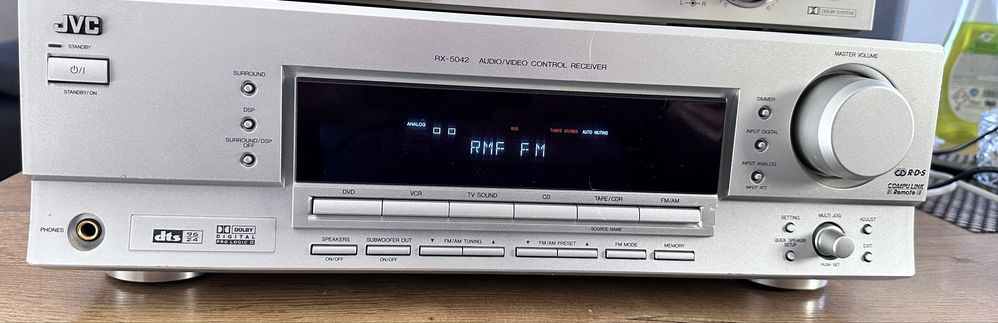 L R
DOLBY SYSTEM
JVC
STANDBY
STANDBY/ON
RX-5042 AUDIO/VIDEO CONTROL RECEIVER
MASTER VOLUME
SURROUND
DSP
SURROUND/DSP
OFF
ANALOG
RDS TUNED STEREO AUTO MUTING
RMF FM
DIMMER
INPUT DIGITAL
INPUT ANALOG
INPUT ATT
R·D·S
COMPU LINK
Remote
DVD VCR TV SOUND CD TAPE/CDR FM/AM
SOURCE NAME
PHONES
dts 96/24
DOLBY
DIGITAL
PRO LOGIC II
SPEAKERS
ON/OFF
SUBWOOFER OUT
ON/OFF
▼ FM/AM TUNING ▲
▼ FM/AM PRESET ▲
FM MODE
MEMORY
SETTING
QUICK SPEAKER
SETUP
MULTI JOG
PUSH SET
ADJUST
EXIT